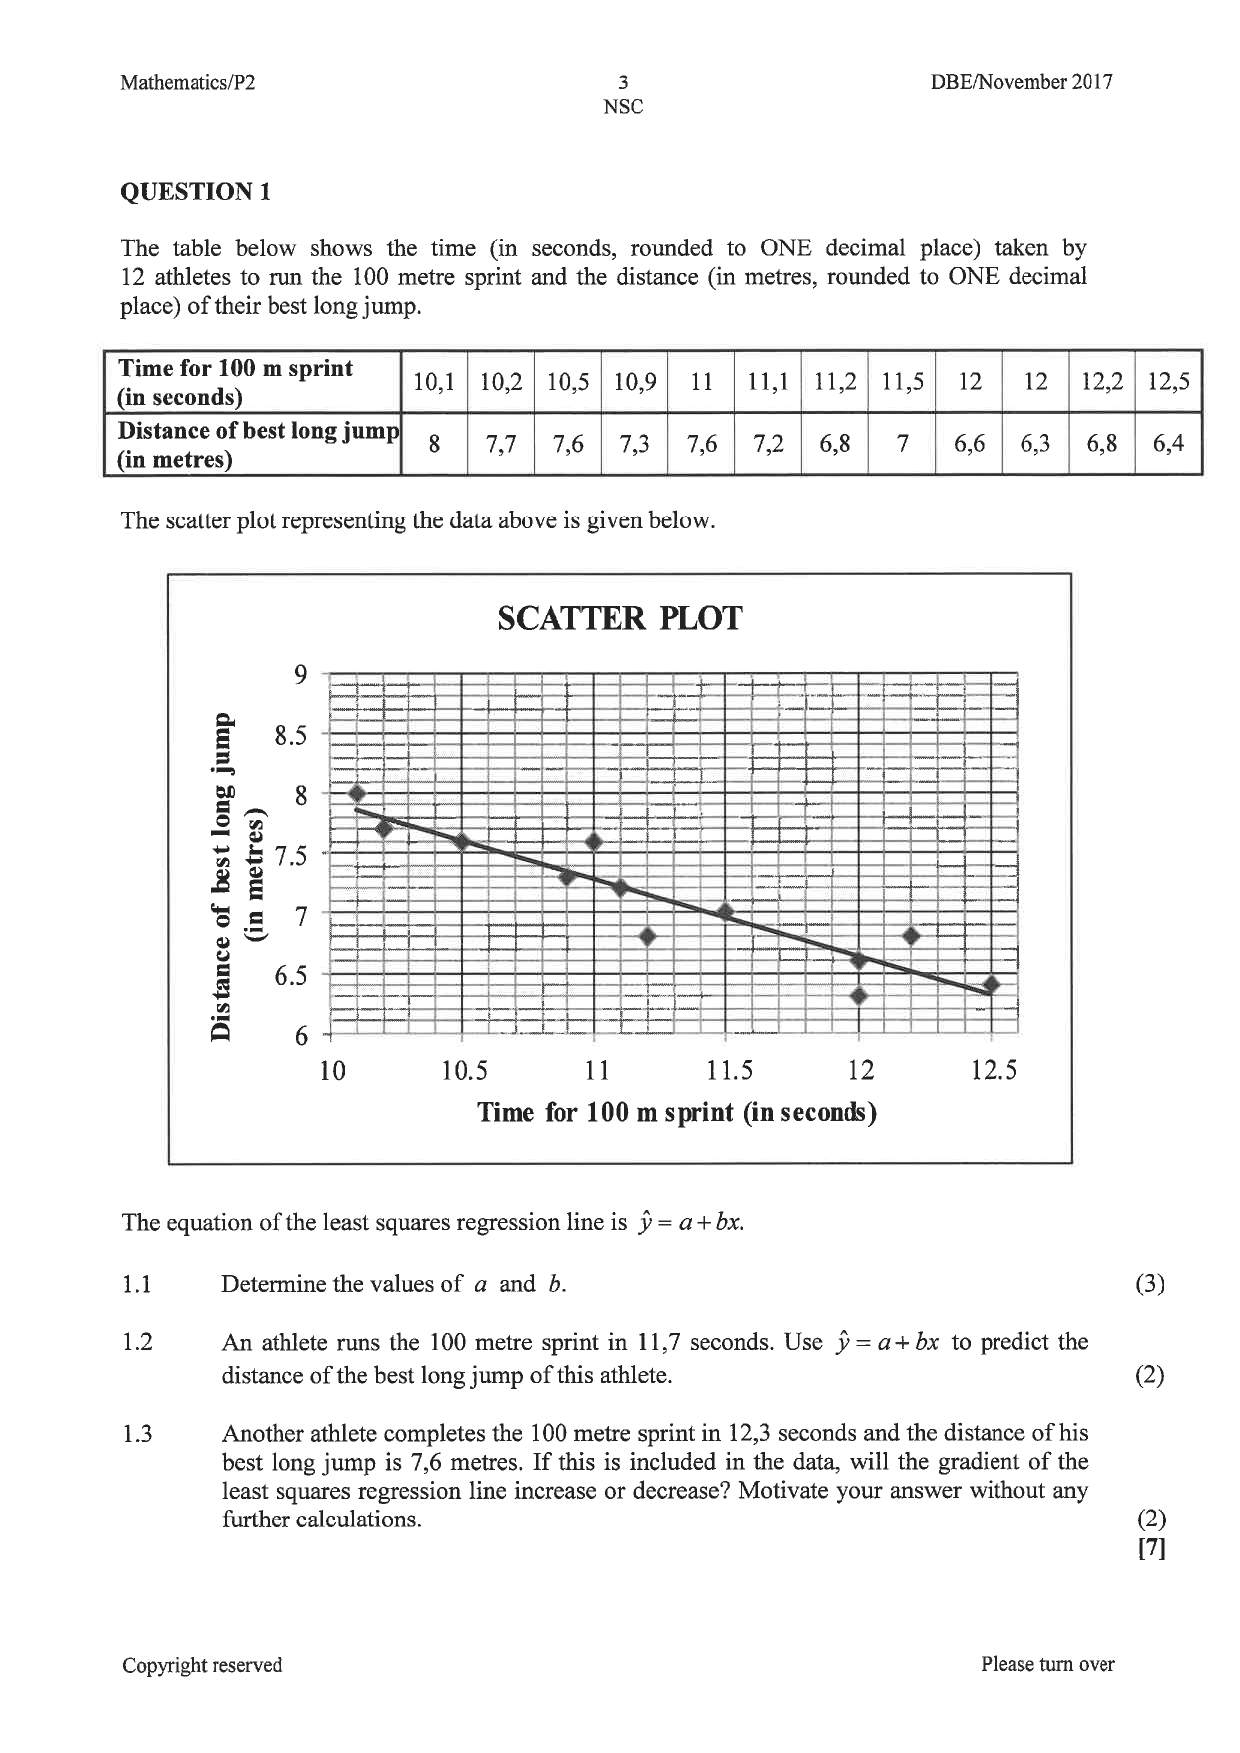 Mathematics/P2 3 DBE/November 2017
NSC
QUESTION 1
The table below shows the time (in seconds, rounded to ONE decimal place) taken by
12 athletes to run the 100 metre sprint and the distance (in metres, rounded to ONE decimal
place) of their best long jump.
Time for 100 m sprint
(in seconds) 10,1 10,2 10,5 10,9 11 11,1 11,2 11,5 12 12 12,2 12,5
Distance of best long jump
(in metres) 8 7,7 7,6 7,3 7,6 7,2 6,8 7 6,6 6,3 6,8 6,4
The scatter plot representing the data above is given below.
SCATTER PLOT
Distance of best long jump
(in metres)
9
8.5
8
7.5
7
6.5
6
10 10.5 11 11.5 12 12.5
Time for 100 m sprint (in seconds)
The equation of the least squares regression line is ŷ = a + bx.
1.1 Determine the values of a and b. (3)
1.2 An athlete runs the 100 metre sprint in 11,7 seconds. Use ŷ = a + bx to predict the
distance of the best long jump of this athlete. (2)
1.3 Another athlete completes the 100 metre sprint in 12,3 seconds and the distance of his
best long jump is 7,6 metres. If this is included in the data, will the gradient of the
least squares regression line increase or decrease? Motivate your answer without any
further calculations. (2)
[7]
Copyright reserved Please turn over